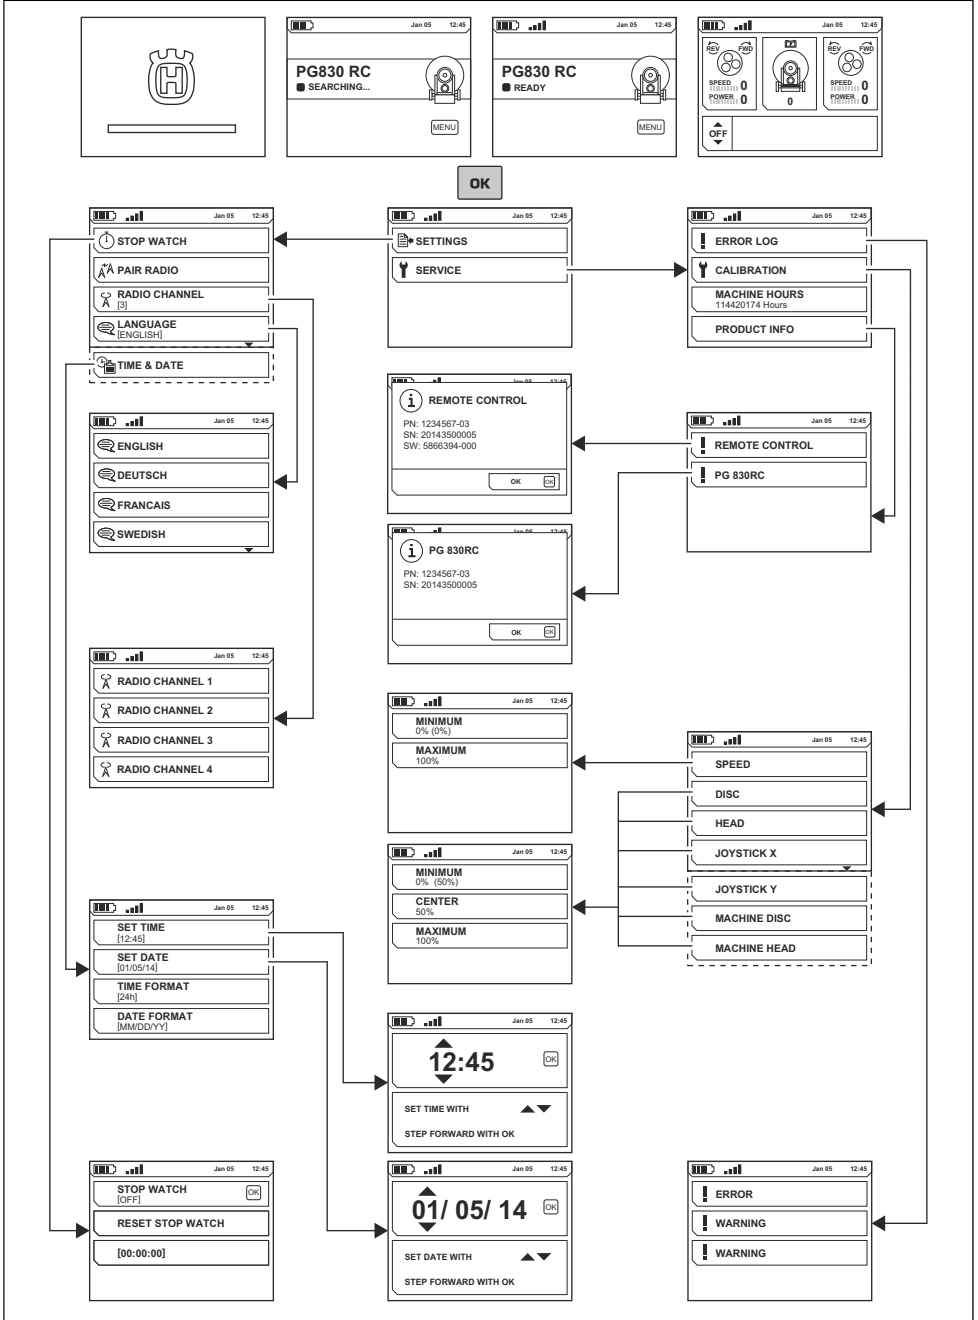 Jan 05 12:45
PG830 RC
SEARCHING...
MENU
Jan 05 12:45
PG830 RC
READY
MENU
Jan 05 12:45
REV FWD
SPEED 0
POWER 0
0
REV FWD
SPEED 0
POWER 0
OFF
OK
Jan 05 12:45
STOP WATCH
PAIR RADIO
RADIO CHANNEL
[3]
LANGUAGE
[ENGLISH]
TIME & DATE
Jan 05 12:45
SETTINGS
SERVICE
Jan 05 12:45
ERROR LOG
CALIBRATION
MACHINE HOURS
114420174 Hours
PRODUCT INFO
Jan 05 12:45
ENGLISH
DEUTSCH
FRANCAIS
SWEDISH
Jan 05 12:45
i REMOTE CONTROL
PN: 1234567-03
SN: 20143500005
SW: 5866394-000
OK OK
Jan 05 12:45
REMOTE CONTROL
PG 830RC
Jan 05 12:45
i PG 830RC
PN: 1234567-03
SN: 20143500005
OK OK
Jan 05 12:45
RADIO CHANNEL 1
RADIO CHANNEL 2
RADIO CHANNEL 3
RADIO CHANNEL 4
Jan 05 12:45
MINIMUM
0% (0%)
MAXIMUM
100%
Jan 05 12:45
SPEED
DISC
HEAD
JOYSTICK X
JOYSTICK Y
MACHINE DISC
MACHINE HEAD
Jan 05 12:45
MINIMUM
0% (50%)
CENTER
50%
MAXIMUM
100%
Jan 05 12:45
SET TIME
[12:45]
SET DATE
[01/05/14]
TIME FORMAT
[24h]
DATE FORMAT
[MM/DD/YY]
Jan 05 12:45
12:45 OK
SET TIME WITH
STEP FORWARD WITH OK
Jan 05 12:45
STOP WATCH
[OFF]
OK
RESET STOP WATCH
[00:00:00]
Jan 05 12:45
01/ 05/ 14 OK
SET DATE WITH
STEP FORWARD WITH OK
Jan 05 12:45
ERROR
WARNING
WARNING